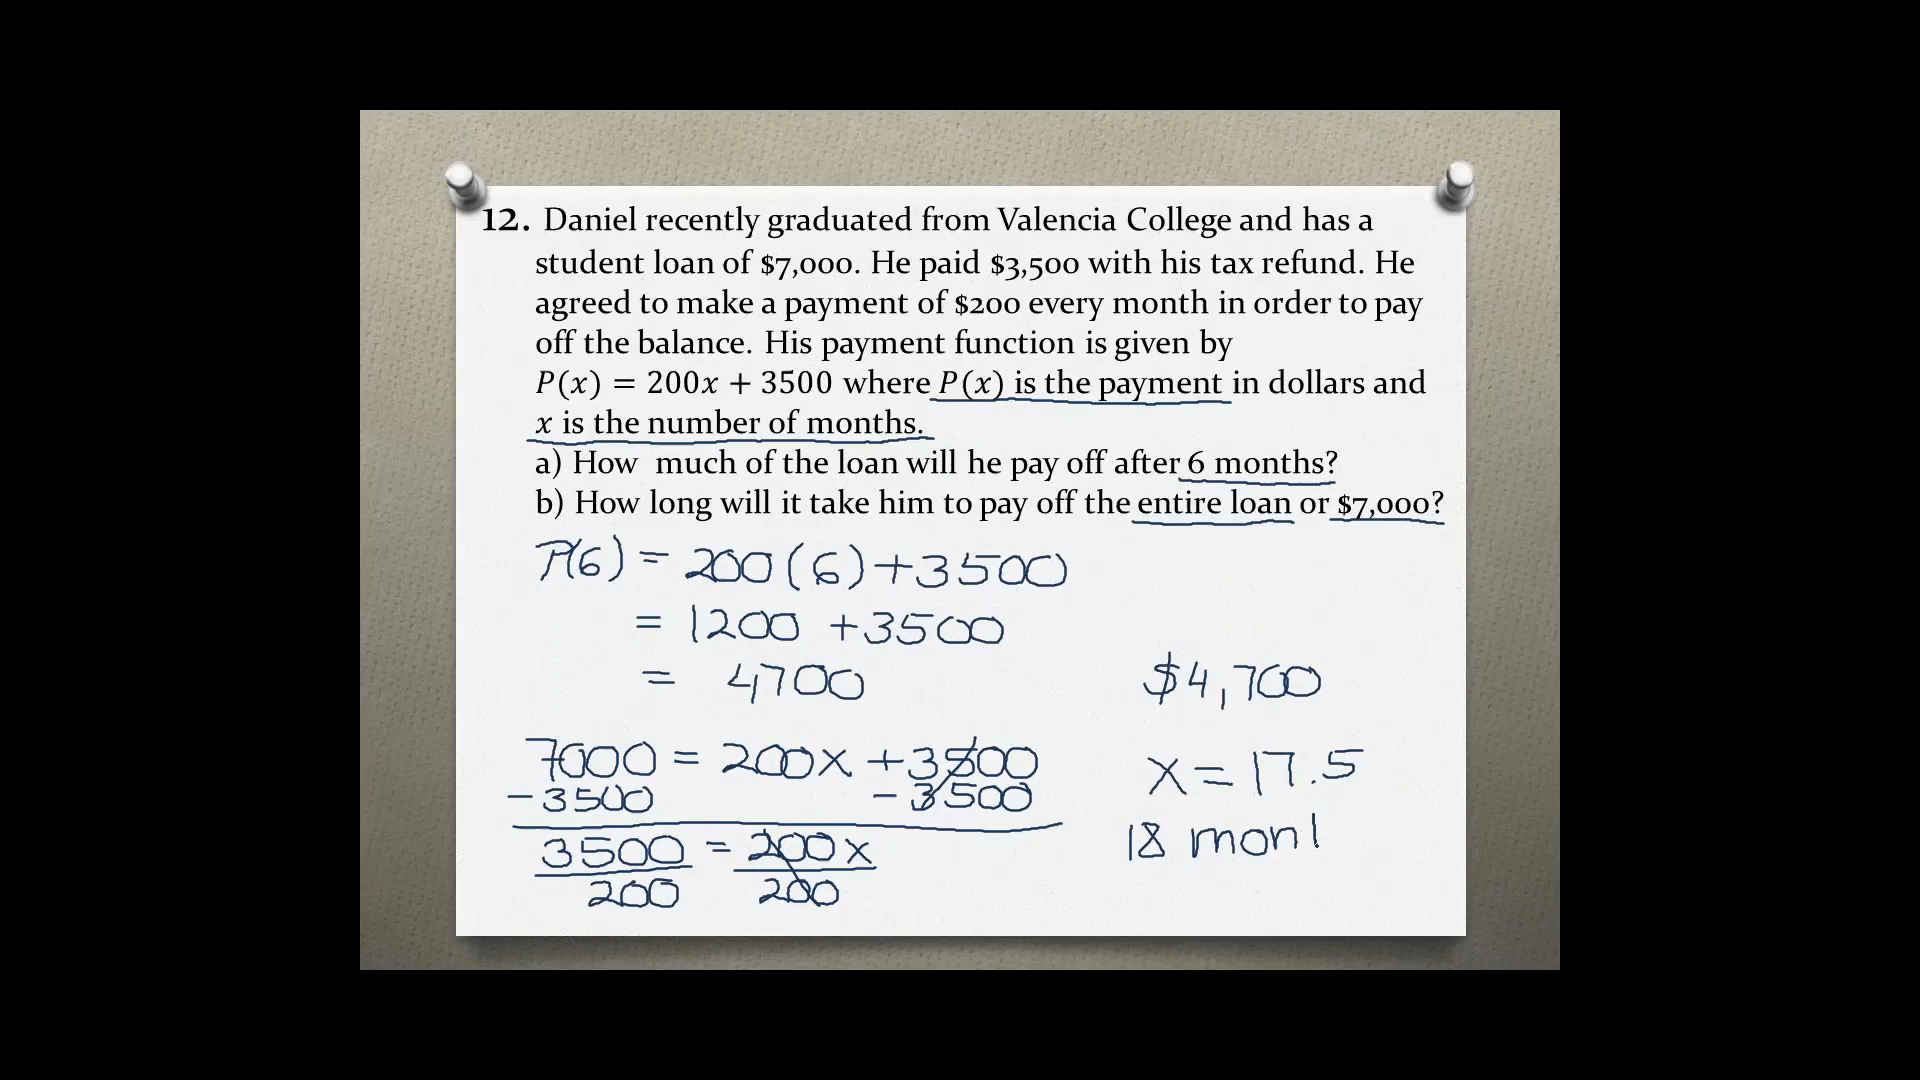 12. Daniel recently graduated from Valencia College and has a
student loan of $7,000. He paid $3,500 with his tax refund. He
agreed to make a payment of $200 every month in order to pay
off the balance. His payment function is given by
P(x) = 200x + 3500 where P(x) is the payment in dollars and
x is the number of months.
a) How much of the loan will he pay off after 6 months?
b) How long will it take him to pay off the entire loan or $7,000?
P(6) = 200(6)+3500
= 1200 +3500
= 4700
$4,700
7000 = 200x +3500
-3500 -3500
3500 = 200x
200 200
x=17.5
18 mont